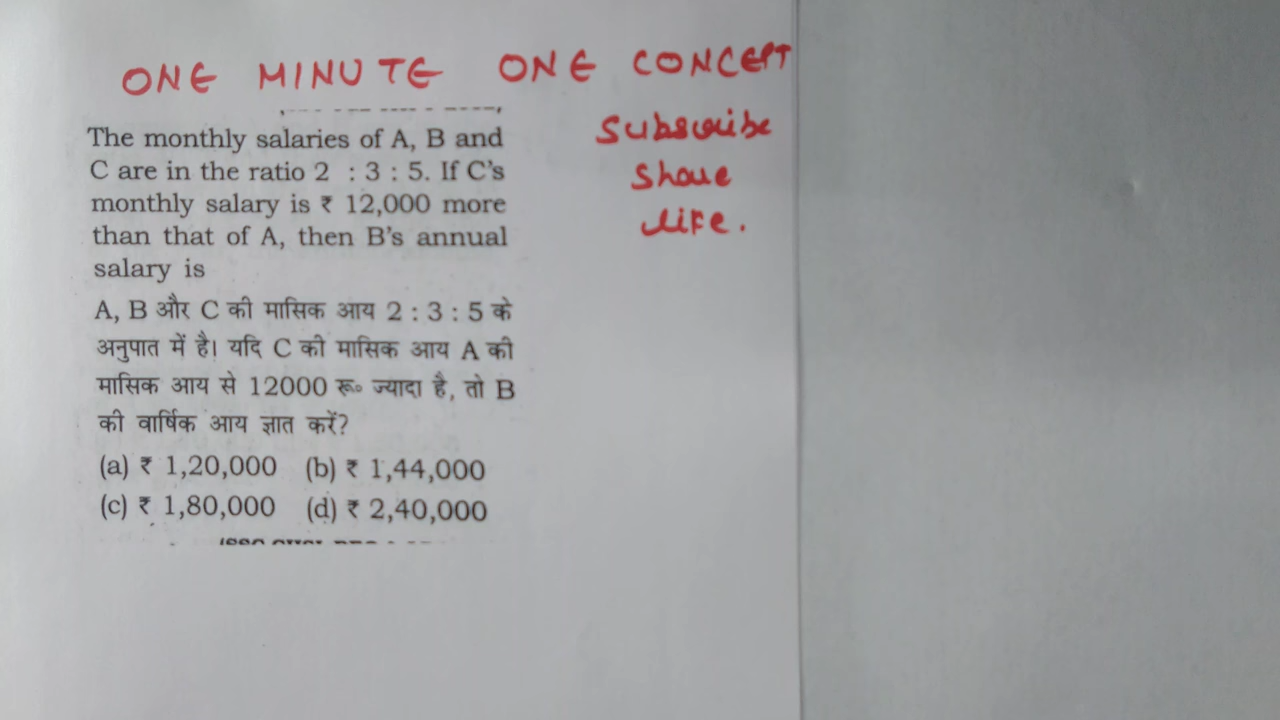 ONE MINUTE ONE CONCEPT
Subscribe
Share
like.
The monthly salaries of A, B and
C are in the ratio 2 : 3 : 5. If C's
monthly salary is ₹ 12,000 more
than that of A, then B's annual
salary is
A, B और C की मासिक आय 2 : 3 : 5 के
अनुपात में है। यदि C की मासिक आय A की
मासिक आय से 12000 रू० ज्यादा है, तो B
की वार्षिक आय ज्ञात करें?
(a) ₹ 1,20,000 (b) ₹ 1,44,000
(c) ₹ 1,80,000 (d) ₹ 2,40,000